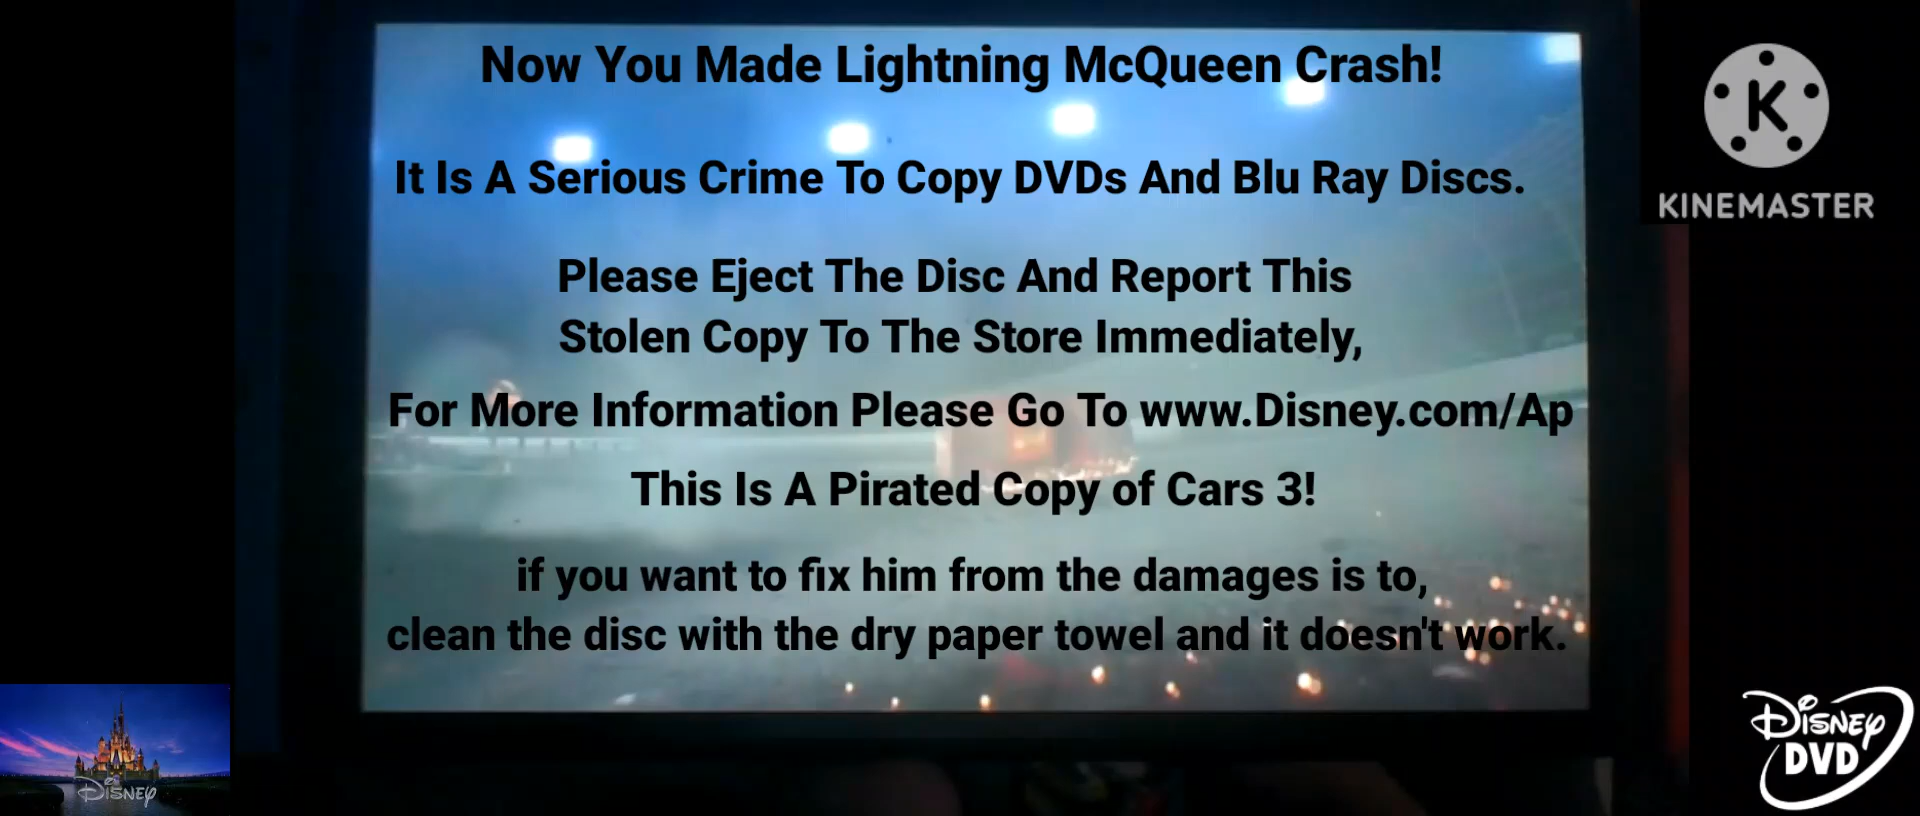 Now You Made Lightning McQueen Crash!
It Is A Serious Crime To Copy DVDs And Blu Ray Discs.
Please Eject The Disc And Report This
Stolen Copy To The Store Immediately,
For More Information Please Go To www.Disney.com/Ap
This Is A Pirated Copy of Cars 3!
if you want to fix him from the damages is to,
clean the disc with the dry paper towel and it doesn't work.
K
KINEMASTER
DISNEY
DISNEY
DVD